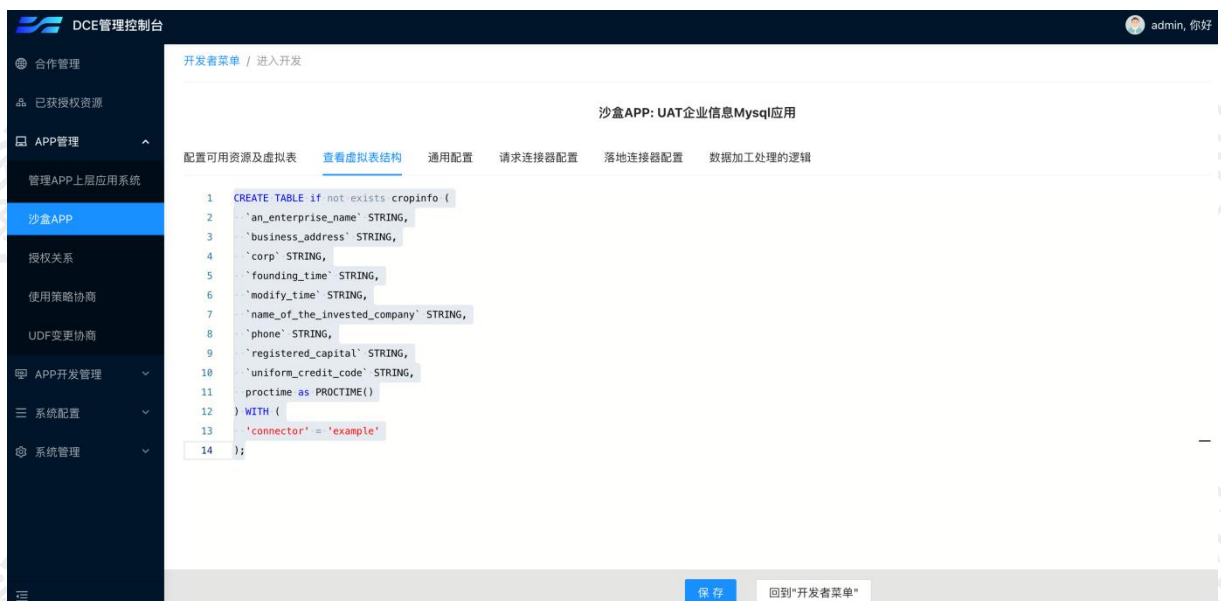 DCE管理控制台
admin, 你好
合作管理
已获授权资源
APP管理
管理APP上层应用系统
沙盒APP
授权关系
使用策略协商
UDF变更协商
APP开发管理
系统配置
系统管理
开发者菜单 / 进入开发
沙盒APP: UAT企业信息Mysql应用
配置可用资源及虚拟表 查看虚拟表结构 通用配置 请求连接器配置 落地连接器配置 数据加工处理的逻辑
1 CREATE TABLE if not exists cropinfo (
2 `an_enterprise_name` STRING,
3 `business_address` STRING,
4 `corp` STRING,
5 `founding_time` STRING,
6 `modify_time` STRING,
7 `name_of_the_invested_company` STRING,
8 `phone` STRING,
9 `registered_capital` STRING,
10 `uniform_credit_code` STRING,
11 proctime as PROCTIME()
12 ) WITH (
13 'connector' = 'example'
14 );
保存 回到"开发者菜单"